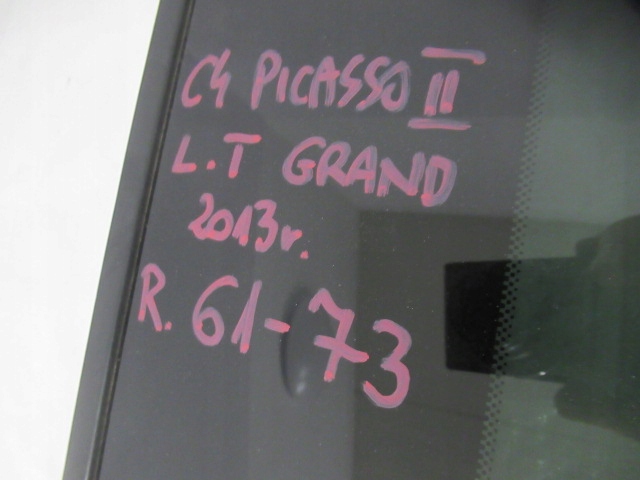 C4 PICASSO II
L.T GRAND
2013r.
R. 61-73